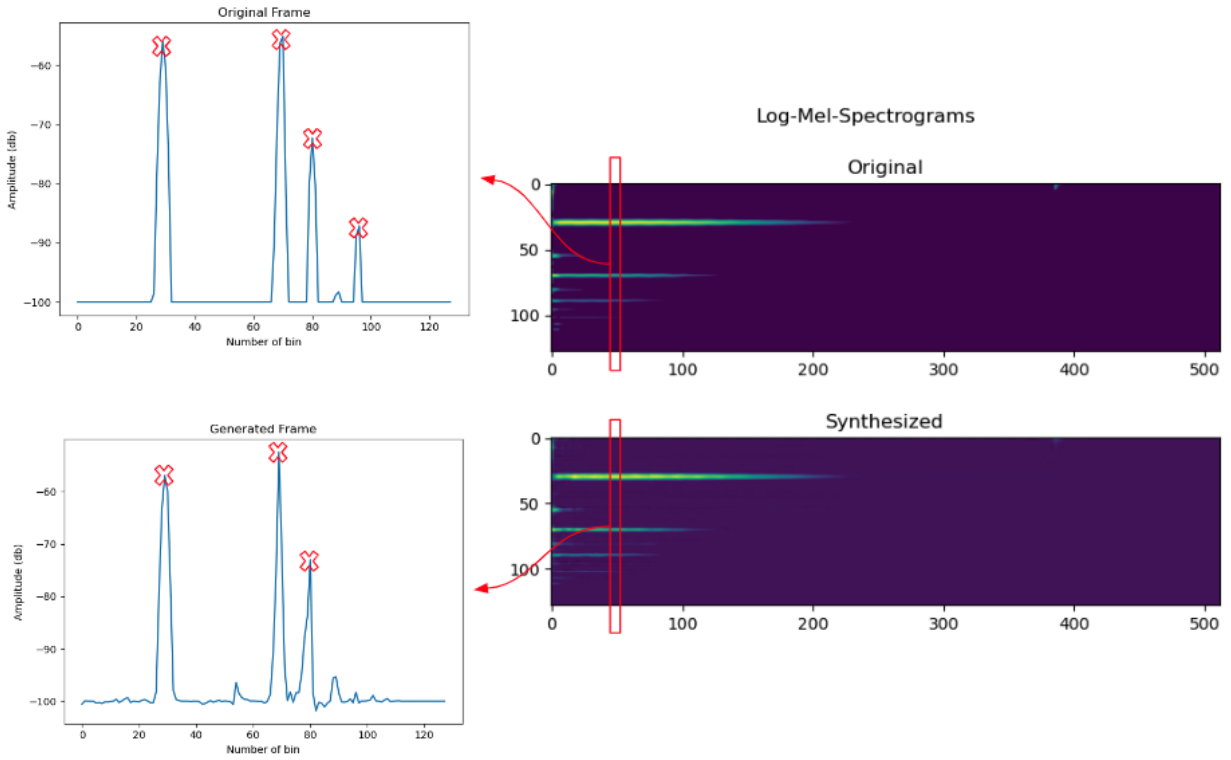 Original Frame
Amplitude (db)
−60
−70
−80
−90
−100
0 20 40 60 80 100 120
Number of bin
Log-Mel-Spectrograms
Original
0
50
100
0 100 200 300 400 500
Generated Frame
Amplitude (db)
−60
−70
−80
−90
−100
0 20 40 60 80 100 120
Number of bin
Synthesized
0
50
100
0 100 200 300 400 500